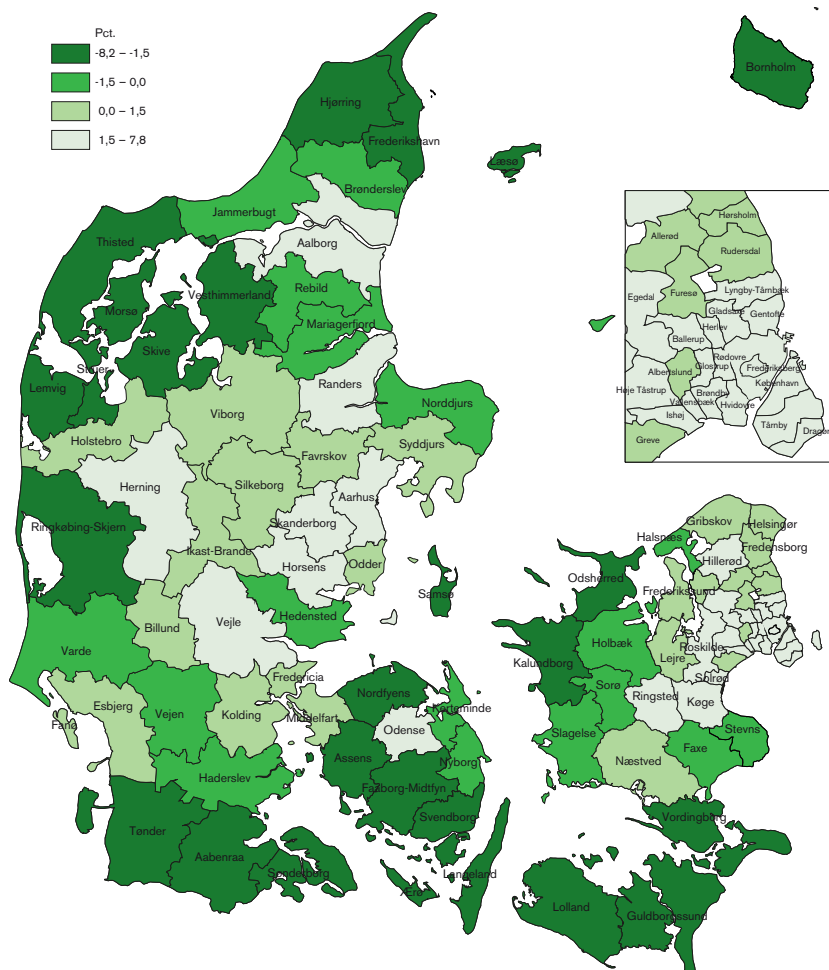 Pct.
-8,2 – -1,5
-1,5 – 0,0
0,0 – 1,5
1,5 – 7,8
Bornholm
Hjørring
Frederikshavn
Læsø
Brønderslev
Jammerbugt
Aalborg
Thisted
Vesthimmerland
Rebild
Morsø
Mariagerfjord
Skive
Struer
Lemvig
Randers
Norddjurs
Viborg
Holstebro
Syddjurs
Favrskov
Herning
Silkeborg
Aarhus
Skanderborg
Ringkøbing-Skjern
Ikast-Brande
Horsens
Odder
Samsø
Hedensted
Billund
Vejle
Varde
Fredericia
Esbjerg
Vejen
Kolding
Middelfart
Fanø
Nordfyens
Kerteminde
Odense
Assens
Nyborg
Haderslev
Faaborg-Midtfyn
Svendborg
Tønder
Aabenraa
Sønderborg
Ærø
Langeland
Hørsholm
Allerød
Rudersdal
Egedal
Furesø
Lyngby-Tårnbæk
Gladsaxe
Gentofte
Herlev
Ballerup
Rødovre
Glostrup
Frederiksberg
Albertslund
København
Høje Tåstrup
Brøndby
Vallensbæk
Hvidovre
Ishøj
Tårnby
Dragør
Greve
Gribskov
Helsingør
Halsnæs
Fredensborg
Hillerød
Odsherred
Frederikssund
Holbæk
Roskilde
Lejre
Kalundborg
Solrød
Sorø
Ringsted
Køge
Slagelse
Stevns
Faxe
Næstved
Vordingborg
Lolland
Guldborgssund